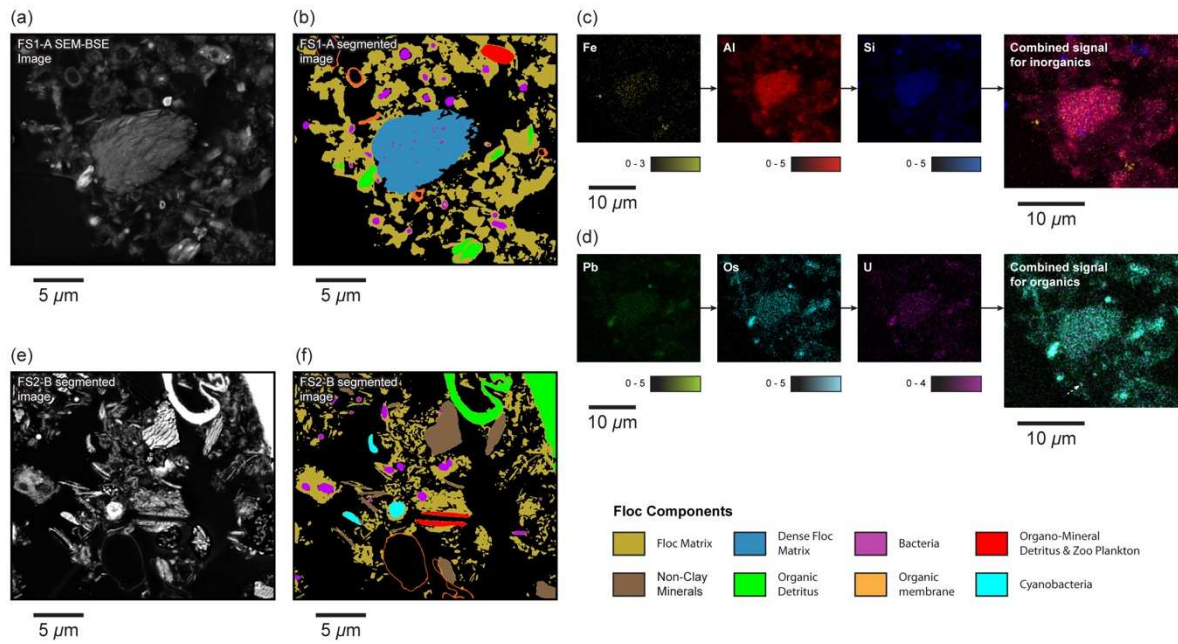 (a)
FS1-A SEM-BSE
Image
5 µm
(b)
FS1-A segmented
image
5 µm
(c)
Fe
Al
Si
Combined signal
for inorganics
0 - 3
0 - 5
0 - 5
10 µm
10 µm
(d)
Pb
Os
U
Combined signal
for organics
0 - 5
0 - 5
0 - 4
10 µm
10 µm
(e)
FS2-B segmented
image
5 µm
(f)
FS2-B segmented
image
5 µm
Floc Components
Floc Matrix
Dense Floc
Matrix
Bacteria
Organo-Mineral
Detritus & Zoo Plankton
Non-Clay
Minerals
Organic
Detritus
Organic
membrane
Cyanobacteria